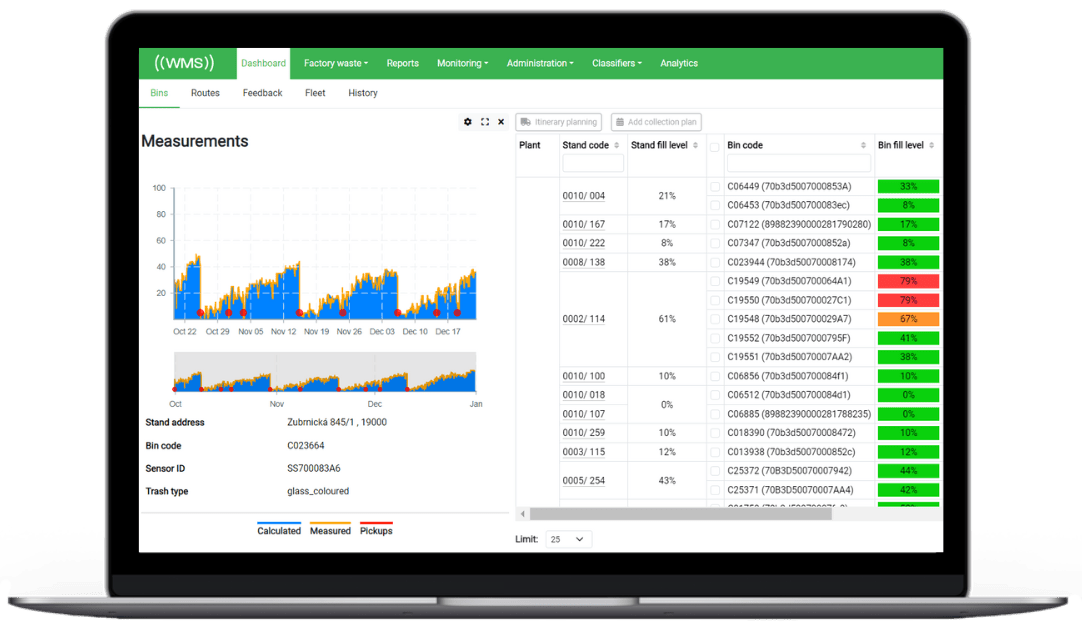 ((WMS)) Dashboard Factory waste Reports Monitoring Administration Classifiers Analytics
Bins Routes Feedback Fleet History
Measurements
100
80
60
40
20
Oct 22 Oct 29 Nov 05 Nov 12 Nov 19 Nov 26 Dec 03 Dec 10 Dec 17
Oct Nov Dec Jan
Stand address Zubrnická 845/1 , 19000
Bin code C023664
Sensor ID SS700083A6
Trash type glass_coloured
Calculated Measured Pickups
Itinerary planning Add collection plan
Plant Stand code Stand fill level Bin code Bin fill level
0010/ 004 21% C06449 (70b3d5007000853A) 33%
C06453 (70b3d500700083ec) 8%
0010/ 167 17% C07122 (89882390000281790280) 17%
0010/ 222 8% C07347 (70b3d5007000852a) 8%
0008/ 138 38% C023944 (70b3d50070008174) 38%
C19549 (70b3d500700064A1) 79%
C19550 (70b3d500700027C1) 79%
0002/ 114 61% C19548 (70b3d500700029A7) 67%
C19552 (70b3d5007000795F) 41%
C19551 (70b3d50070007AA2) 38%
0010/ 100 10% C06856 (70b3d500700084f1) 10%
0010/ 018 0% C06512 (70b3d500700084d1) 0%
0010/ 107 C06885 (89882390000281788235) 0%
0010/ 259 10% C018390 (70b3d50070008472) 10%
0003/ 115 12% C013938 (70b3d5007000852c) 12%
0005/ 254 43% C25372 (70B3D50070007942) 44%
C25371 (70B3D50070007AA4) 42%
Limit: 25